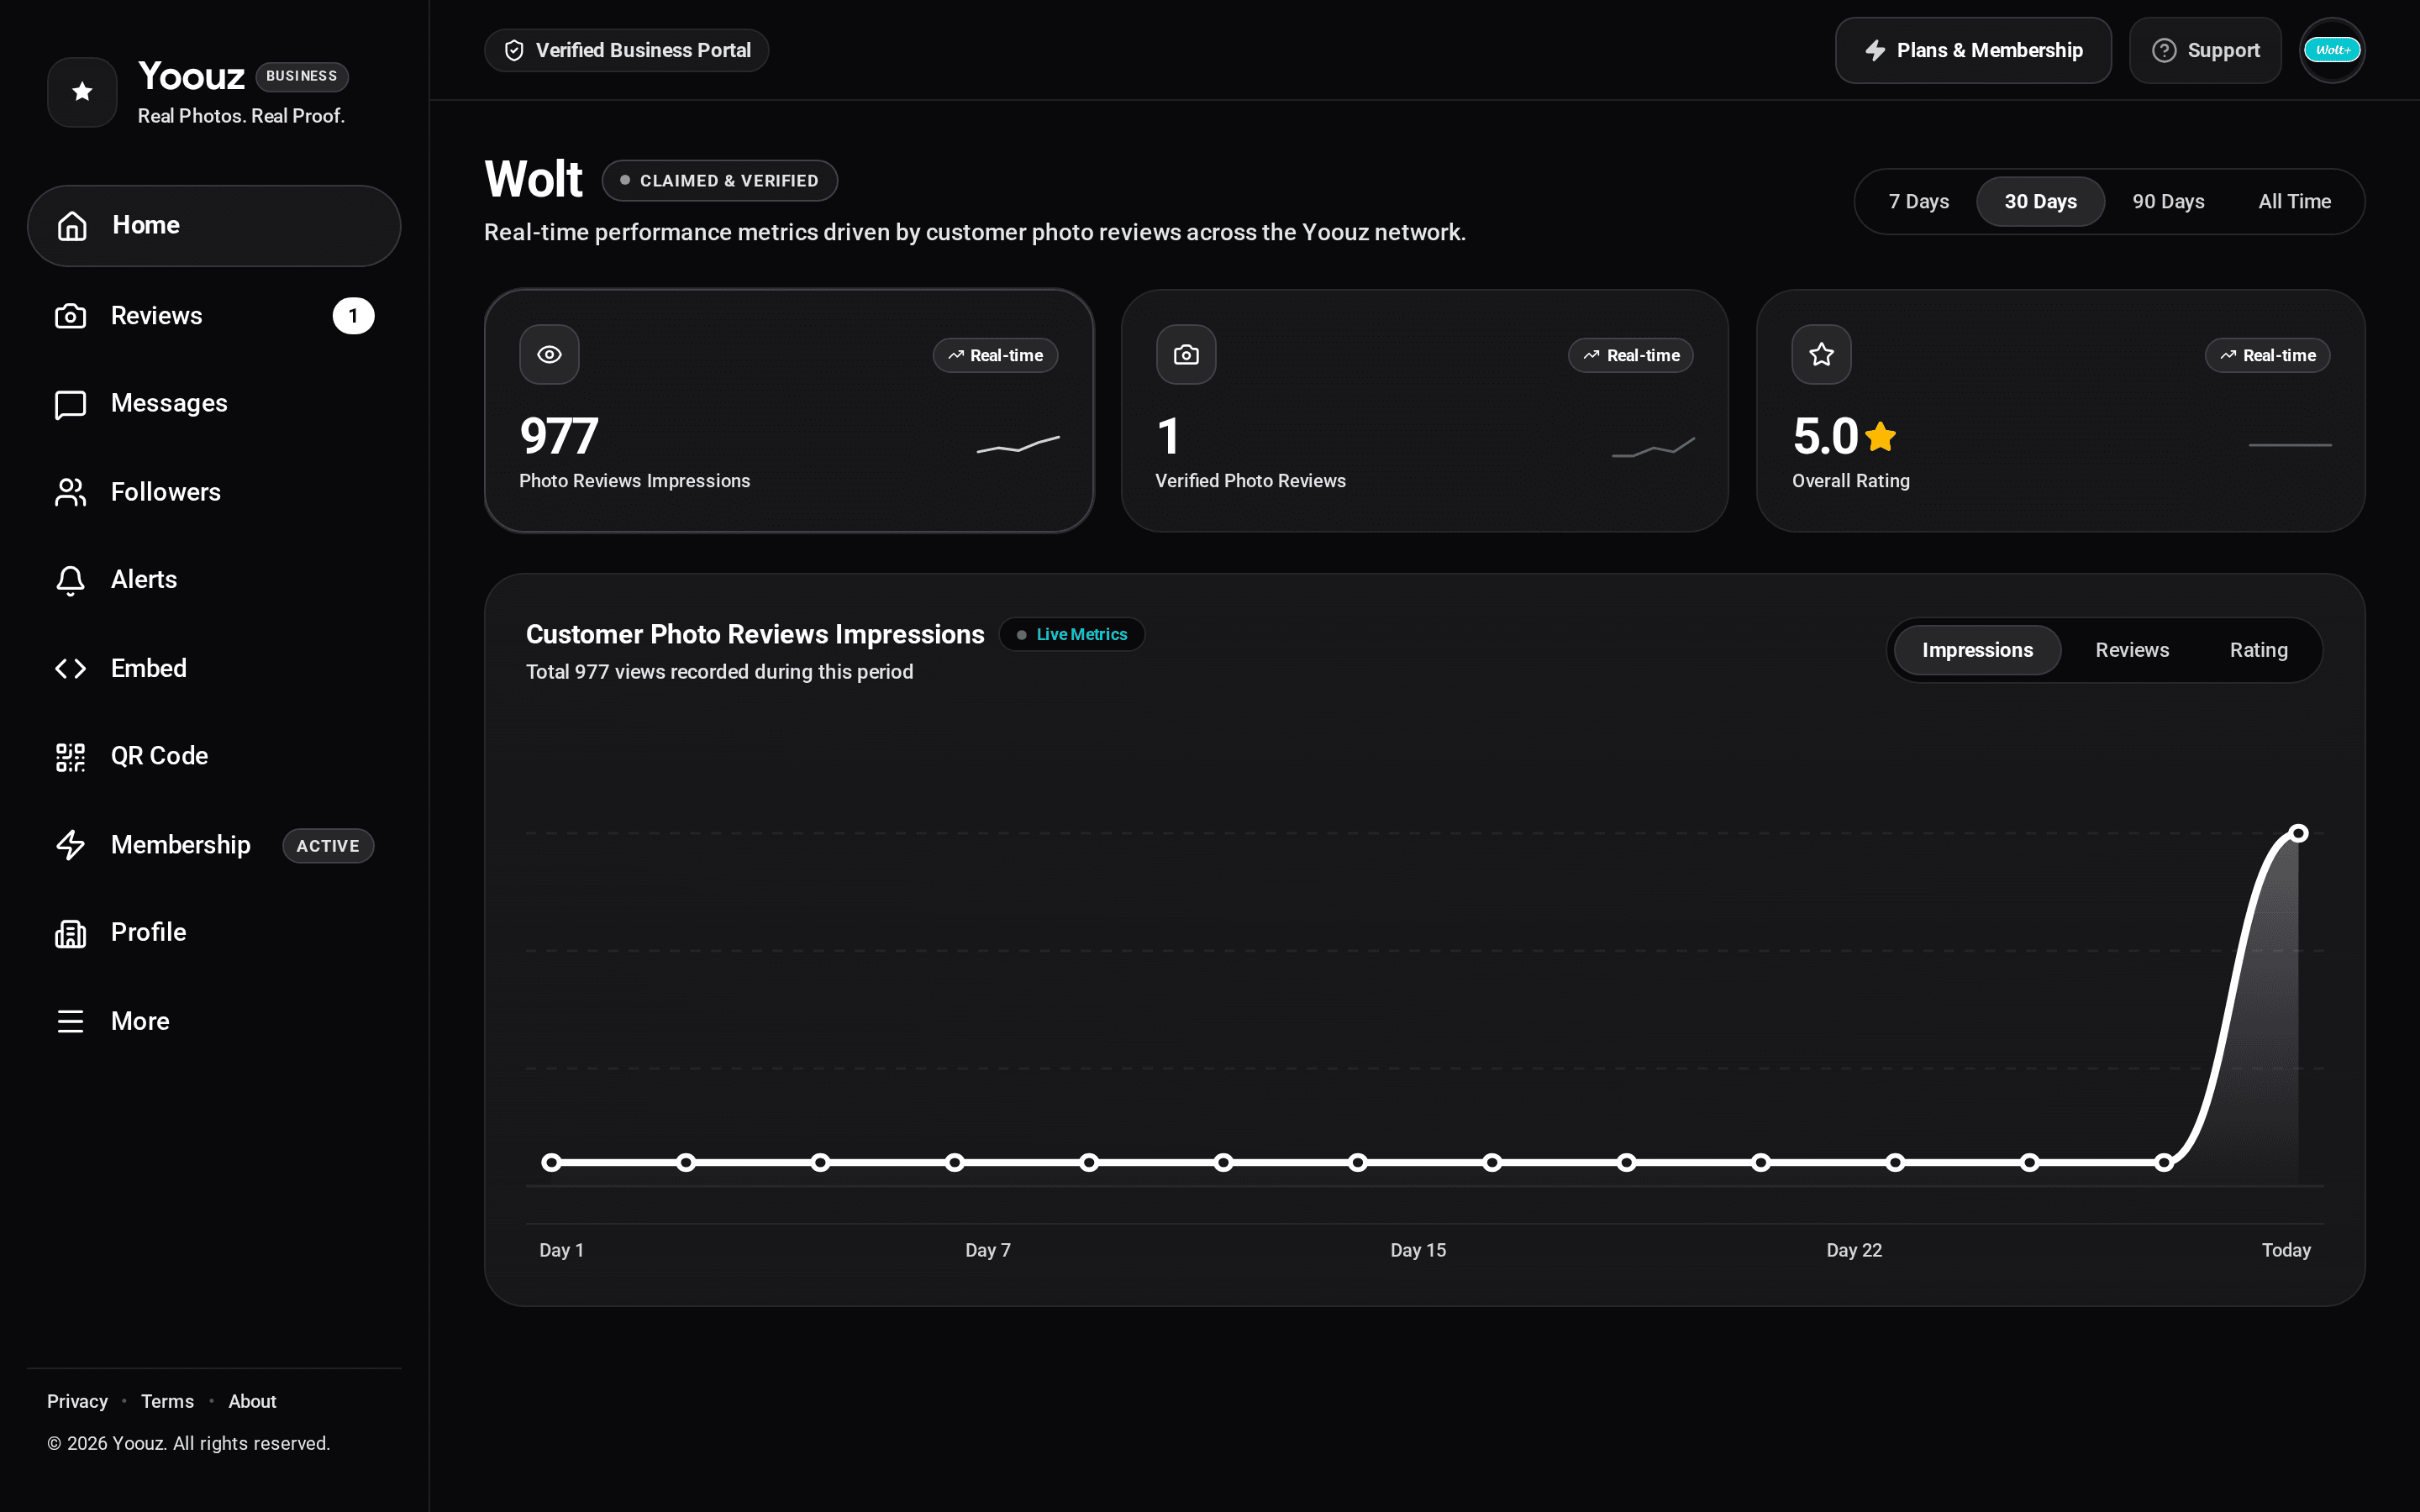 Yoouz BUSINESS
Real Photos. Real Proof.
Home
Reviews 1
Messages
Followers
Alerts
Embed
QR Code
Membership ACTIVE
Profile
More
Privacy • Terms • About
© 2026 Yoouz. All rights reserved.
Verified Business Portal
Plans & Membership
Support
Wolt+
Wolt CLAIMED & VERIFIED
Real-time performance metrics driven by customer photo reviews across the Yoouz network.
7 Days 30 Days 90 Days All Time
Real-time
977
Photo Reviews Impressions
Real-time
1
Verified Photo Reviews
Real-time
5.0
Overall Rating
Customer Photo Reviews Impressions Live Metrics
Total 977 views recorded during this period
Impressions Reviews Rating
Day 1 Day 7 Day 15 Day 22 Today